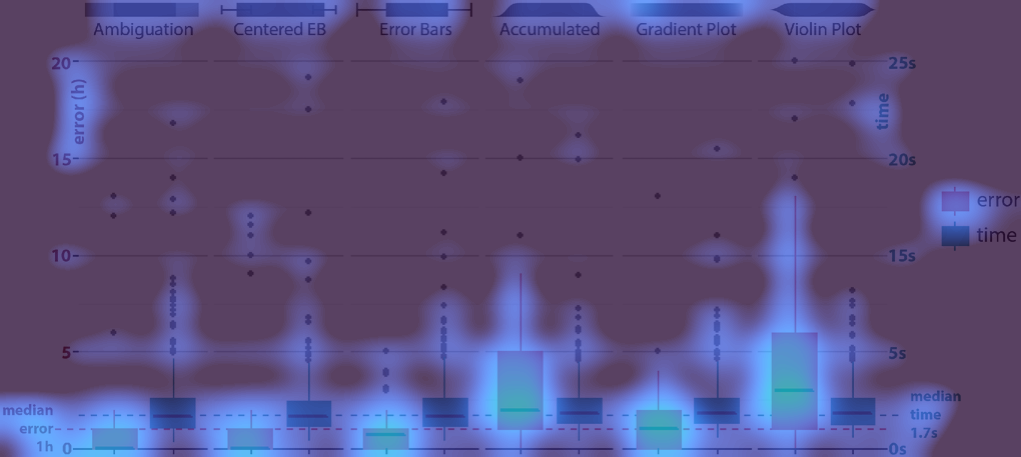 Ambiguation Centered EB Error Bars Accumulated Gradient Plot Violin Plot
20 25s
error (h) time
15 20s
error
time
10 15s
5 5s
median error 1h
median time 1.7s
0 0s